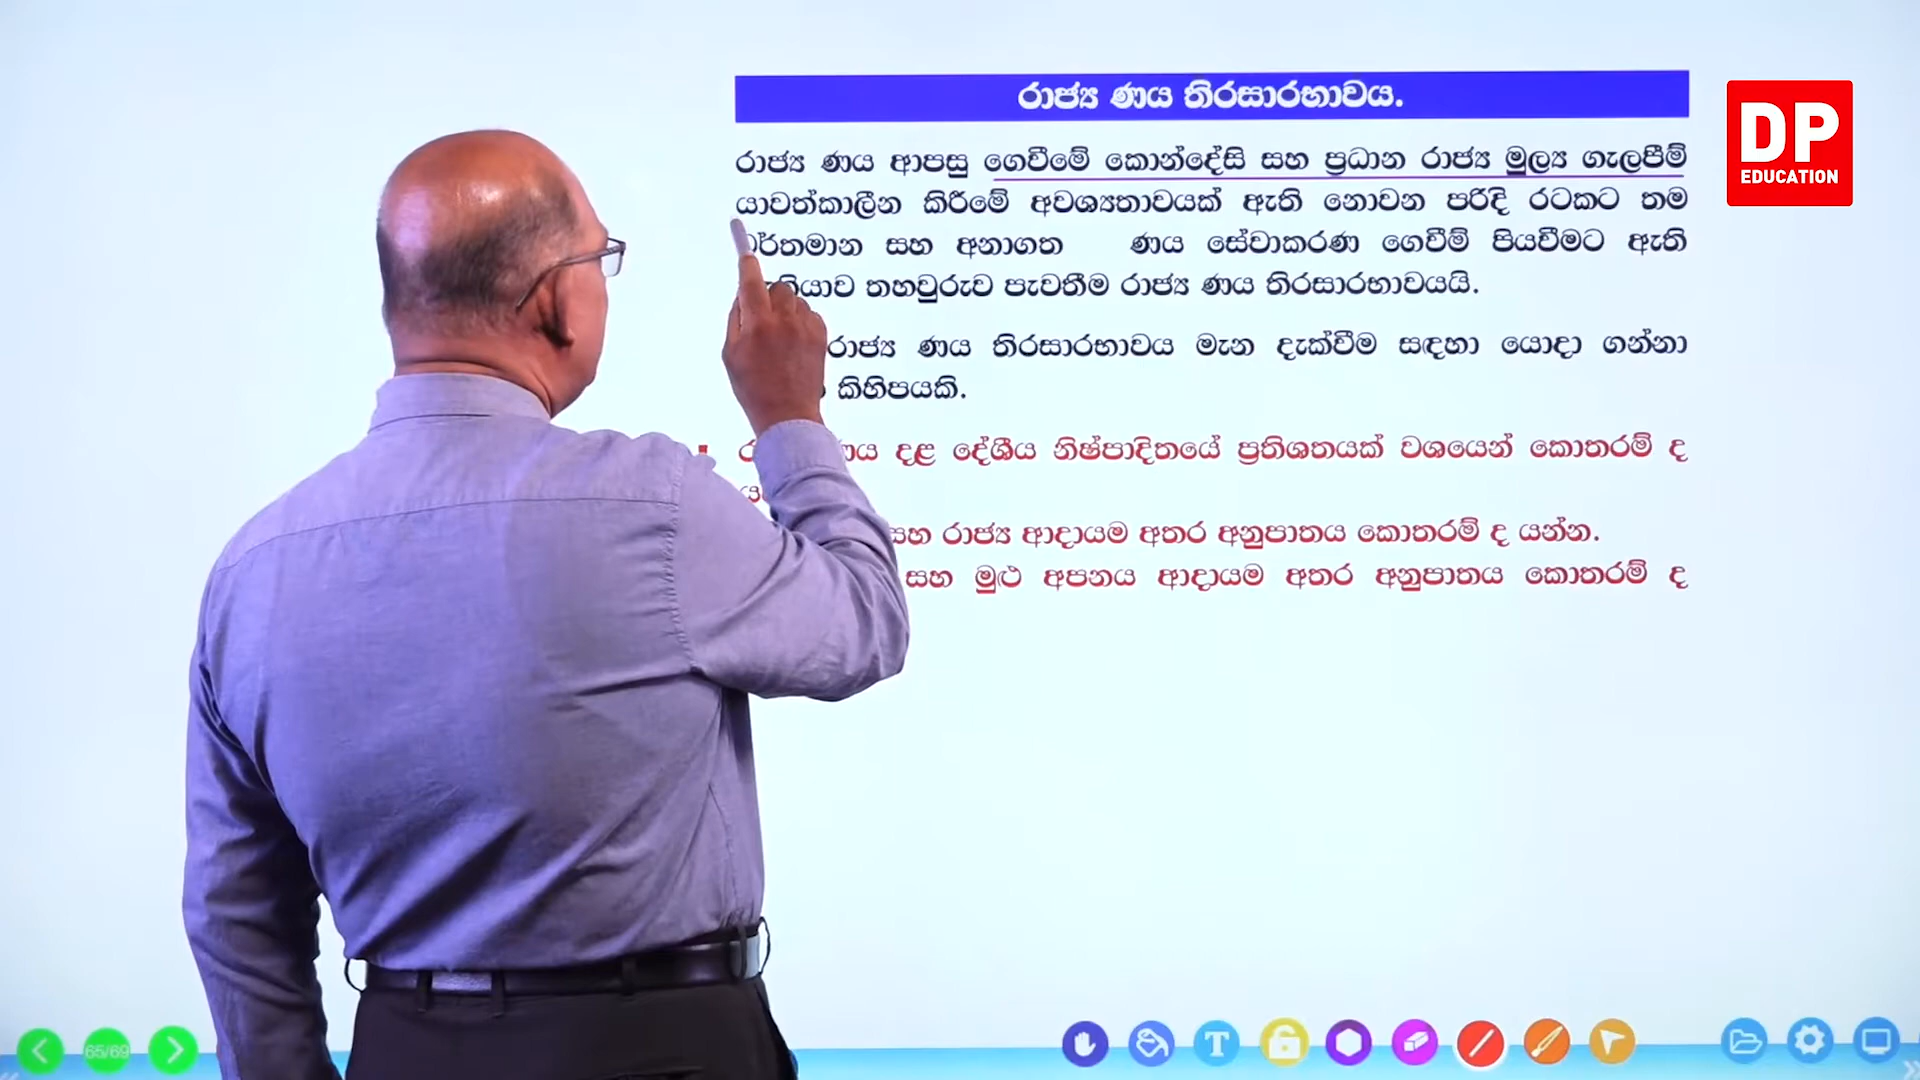 රාජ්‍ය ණය තිරසාරභාවය.
DP
EDUCATION
රාජ්‍ය ණය ආපසු ගෙවීමේ කොන්දේසි සහ ප්‍රධාන රාජ්‍ය මුල්‍ය ගැලපීම්
යාවත්කාලීන කිරීමේ අවශ්‍යතාවයක් ඇති නොවන පරිදි රටකට තම
සහ අනාගත ණය සේවාකරණ ගෙවීම් පියවීමට ඇති
තහවුරුව පැවතීම රාජ්‍ය ණය තිරසාරභාවයයි.
රාජ්‍ය ණය තිරසාරභාවය මැන දැක්වීම සඳහා යොදා ගන්නා
කිහිපයකි.
දළ දේශීය නිෂ්පාදිතයේ ප්‍රතිශතයක් වශයෙන් කොතරම් ද
සහ රාජ්‍ය ආදායම අතර අනුපාතය කොතරම් ද යන්න.
සහ මුළු අපනය ආදායම අතර අනුපාතය කොතරම් ද
65/69